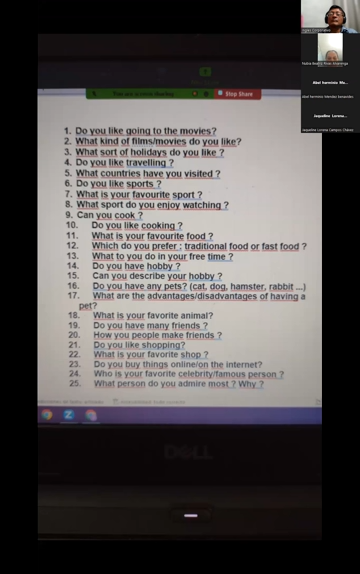 Stop Share
1. Do you like going to the movies?
2. What kind of films/movies do you like?
3. What sort of holidays do you like ?
4. Do you like travelling ?
5. What countries have you visited ?
6. Do you like sports ?
7. What is your favourite sport ?
8. What sport do you enjoy watching ?
9. Can you cook ?
10. Do you like cooking ?
11. What is your favourite food ?
12. Which do you prefer : traditional food or fast food ?
13. What to you do in your free time ?
14. Do you have hobby ?
15. Can you describe your hobby ?
16. Do you have any pets? (cat, dog, hamster, rabbit ...)
17. What are the advantages/disadvantages of having a
pet?
18. What is your favorite animal?
19. Do you have many friends ?
20. How you people make friends ?
21. Do you like shopping?
22. What is your favorite shop ?
23. Do you buy things online/on the internet?
24. Who is your favorite celebrity/famous person ?
25. What person do you admire most ? Why ?
DELL
Abel herminio Me...
Jaqueline Lorena...
Jaqueline Lorena Campos Chávez